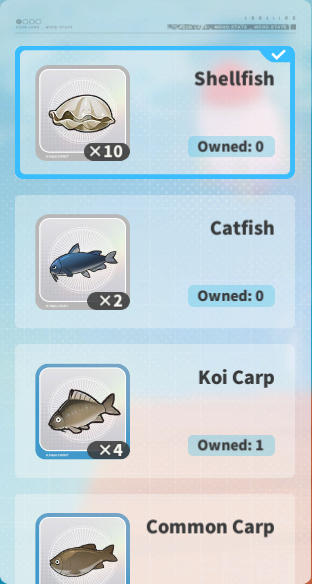 Shellfish
×10
Owned: 0
Catfish
×2
Owned: 0
Koi Carp
×4
Owned: 1
Common Carp